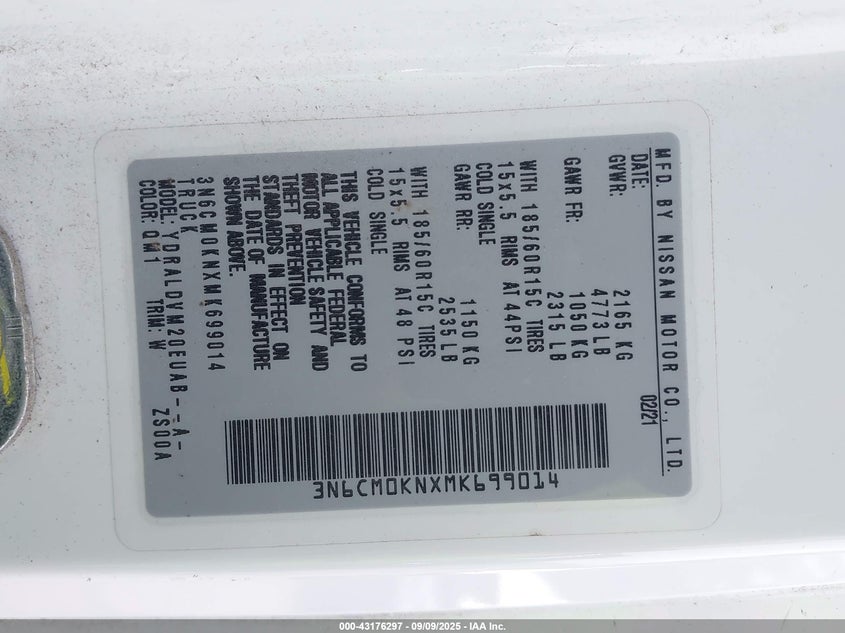 MFD. BY NISSAN MOTOR CO., LTD.
DATE: 02/21
GVWR: 2165 KG
4773 LB
GAWR FR: 1050 KG
2315 LB
WITH 185/60R15C TIRES
15x5.5 RIMS AT 44PSI
COLD SINGLE
GAWR RR: 1150 KG
2535 LB
WITH 185/60R15C TIRES
15x5.5 RIMS AT 48 PSI
COLD SINGLE
THIS VEHICLE CONFORMS TO
ALL APPLICABLE FEDERAL
MOTOR VEHICLE SAFETY AND
THEFT PREVENTION
STANDARDS IN EFFECT ON
THE DATE OF MANUFACTURE
SHOWN ABOVE.
3N6CM0KNXMK699014
TRUCK
MODEL: YDRALDVM20EUAB--A-
COLOR: QM1 TRIM: W ZS00A
3N6CM0KNXMK699014
000-43176297 - 09/09/2025 - IAA Inc.